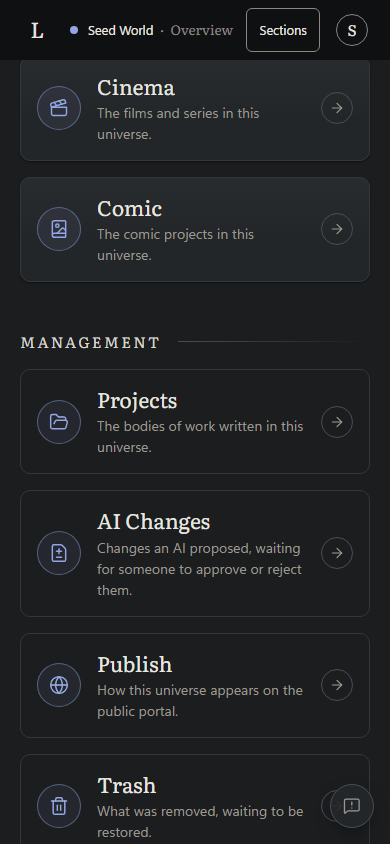 L
Seed World · Overview
Sections
S
Cinema
The films and series in this
universe.
Comic
The comic projects in this
universe.
MANAGEMENT
Projects
The bodies of work written in this
universe.
AI Changes
Changes an AI proposed, waiting
for someone to approve or reject
them.
Publish
How this universe appears on the
public portal.
Trash
What was removed, waiting to be
restored.